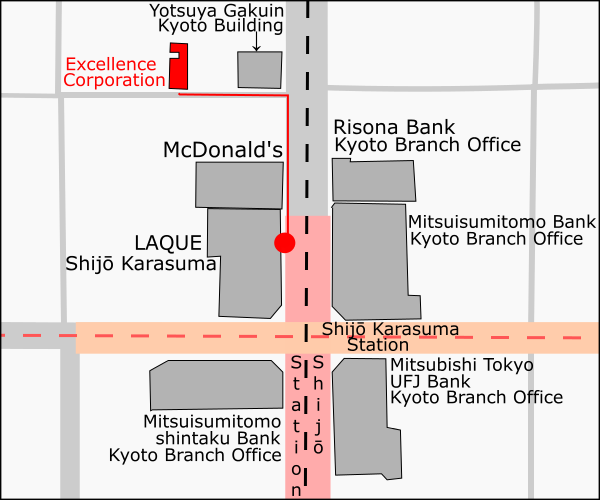 Yotsuya Gakuin
Kyoto Building
Excellence
Corporation
McDonald's
Risona Bank
Kyoto Branch Office
LAQUE
Shijō Karasuma
Mitsuisumitomo Bank
Kyoto Branch Office
Shijō Karasuma
Station
Station
Shijō
Mitsubishi Tokyo
UFJ Bank
Kyoto Branch Office
Mitsuisumitomo
shintaku Bank
Kyoto Branch Office